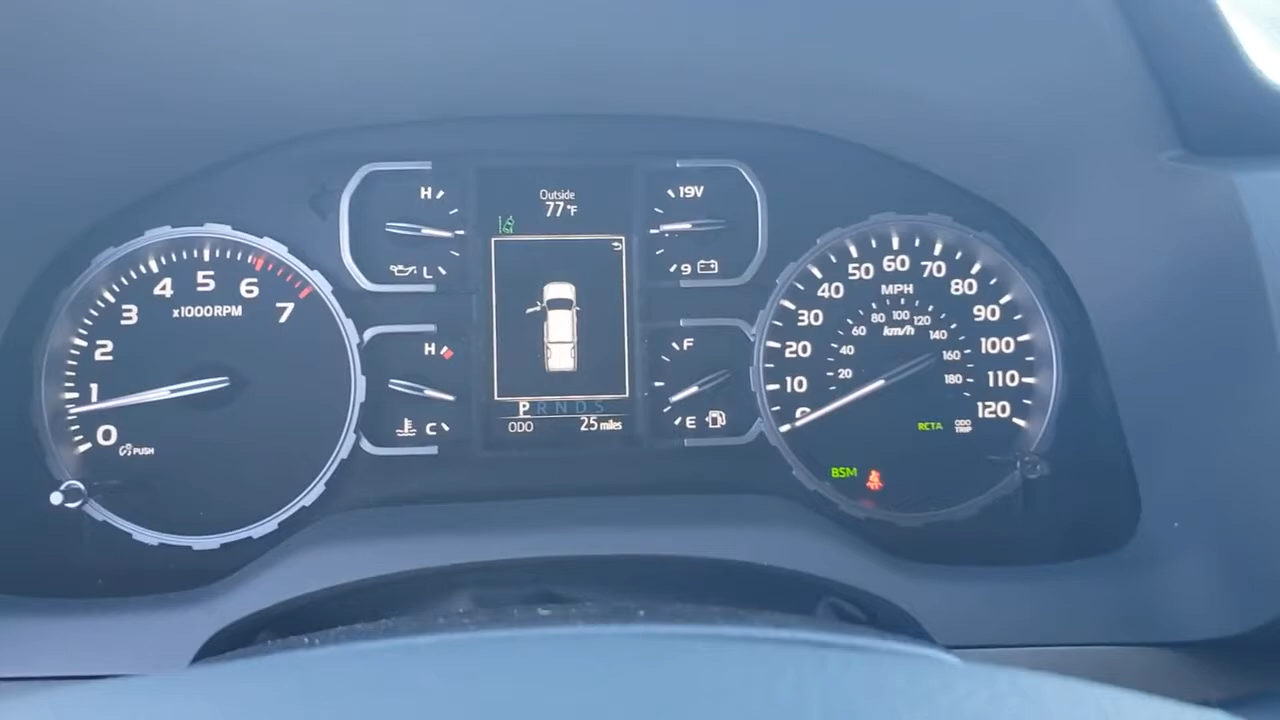 0
1
2
3
4
5
6
7
x1000RPM
PUSH
H
L
H
C
Outside
77°F
P R N D S
ODO 25 miles
19V
9
F
E
10
20
30
40
50
60
70
80
90
100
110
120
MPH
km/h
20
40
60
80
100
120
140
160
180
RCTA
ODO
TRIP
BSM